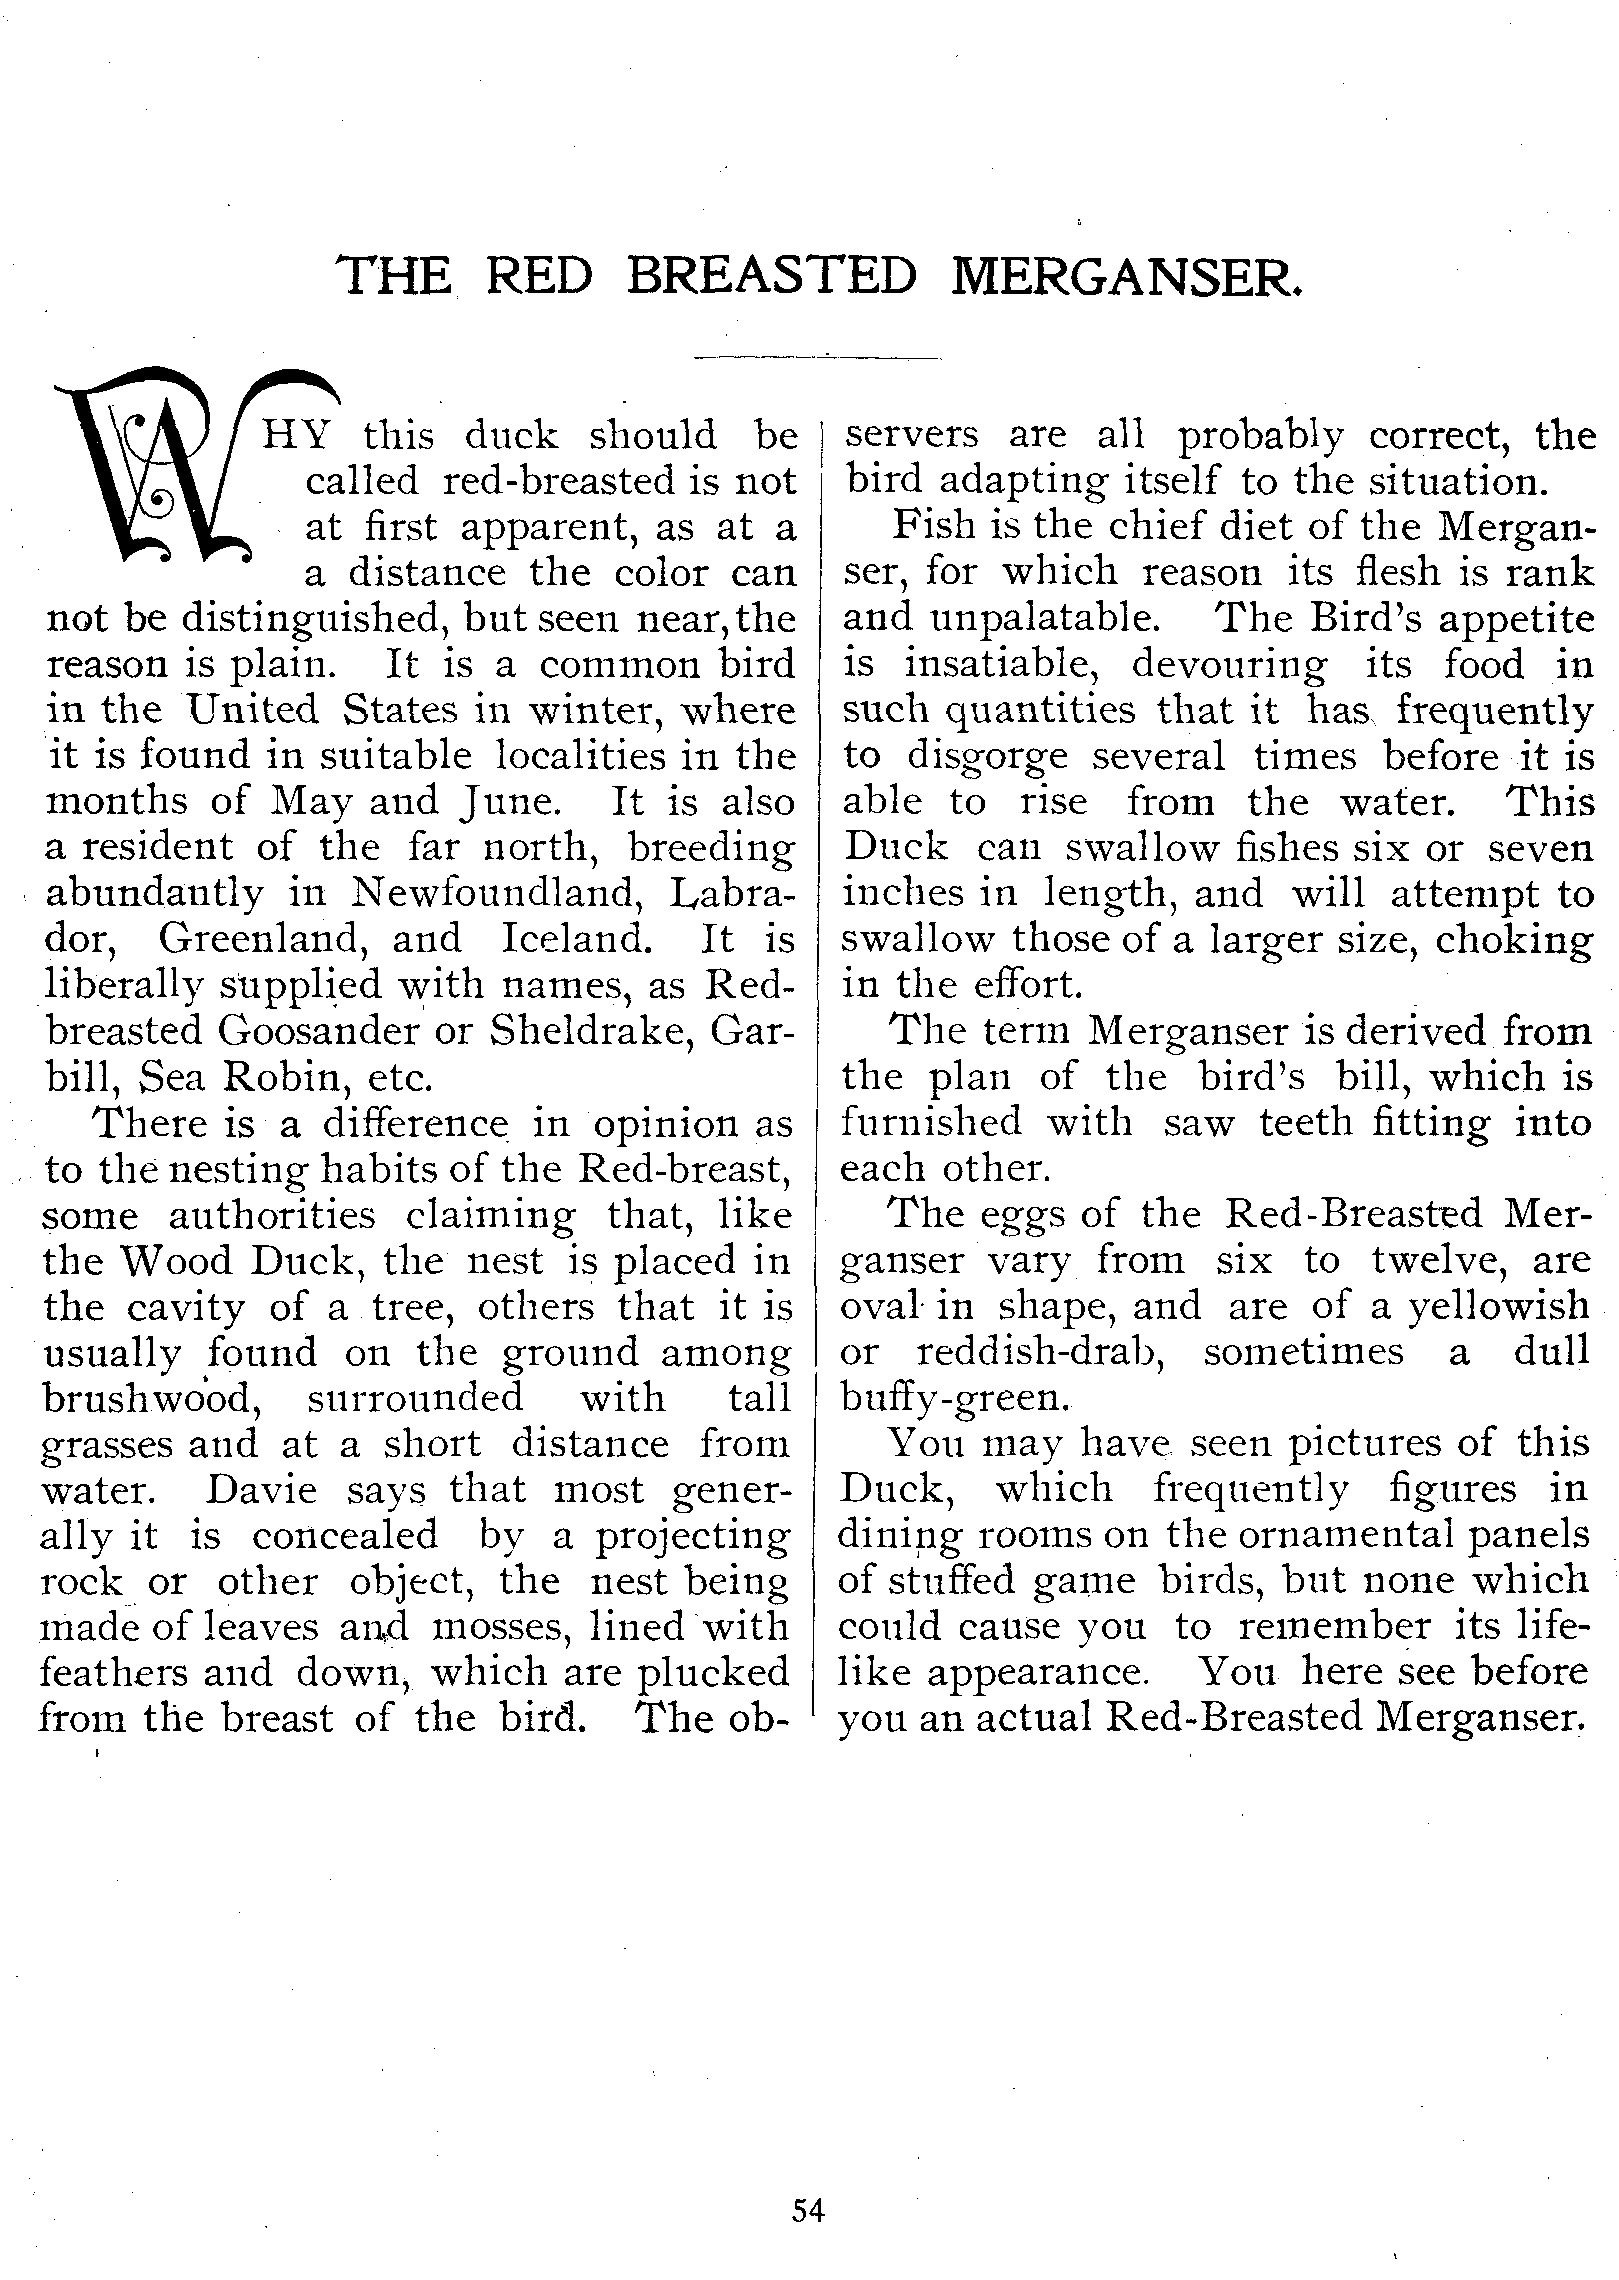 THE RED BREASTED MERGANSER.
WHY this duck should be
called red-breasted is not
at first apparent, as at a
a distance the color can
not be distinguished, but seen near, the
reason is plain. It is a common bird
in the United States in winter, where
it is found in suitable localities in the
months of May and June. It is also
a resident of the far north, breeding
abundantly in Newfoundland, Labra-
dor, Greenland, and Iceland. It is
liberally supplied with names, as Red-
breasted Goosander or Sheldrake, Gar-
bill, Sea Robin, etc.
There is a difference in opinion as
to the nesting habits of the Red-breast,
some authorities claiming that, like
the Wood Duck, the nest is placed in
the cavity of a tree, others that it is
usually found on the ground among
brushwood, surrounded with tall
grasses and at a short distance from
water. Davie says that most gener-
ally it is concealed by a projecting
rock or other object, the nest being
made of leaves and mosses, lined with
feathers and down, which are plucked
from the breast of the bird. The ob-
servers are all probably correct, the
bird adapting itself to the situation.
Fish is the chief diet of the Mergan-
ser, for which reason its flesh is rank
and unpalatable. The Bird's appetite
is insatiable, devouring its food in
such quantities that it has frequently
to disgorge several times before it is
able to rise from the water. This
Duck can swallow fishes six or seven
inches in length, and will attempt to
swallow those of a larger size, choking
in the effort.
The term Merganser is derived from
the plan of the bird's bill, which is
furnished with saw teeth fitting into
each other.
The eggs of the Red-Breasted Mer-
ganser vary from six to twelve, are
oval in shape, and are of a yellowish
or reddish-drab, sometimes a dull
buffy-green.
You may have seen pictures of this
Duck, which frequently figures in
dining rooms on the ornamental panels
of stuffed game birds, but none which
could cause you to remember its life-
like appearance. You here see before
you an actual Red-Breasted Merganser.
54